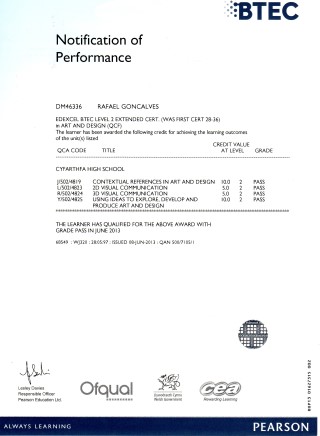 BTEC
Notification of
Performance
DM46336 RAFAEL GONCALVES
EDEXCEL BTEC LEVEL 2 EXTENDED CERT. (WAS FIRST CERT 28-36)
in ART AND DESIGN (QCF)
The learner has been awarded the following credit for achieving the learning outcomes
of the unit(s) listed
CREDIT VALUE
QCA CODE TITLE AT LEVEL GRADE
CYFARTHFA HIGH SCHOOL
J/502/4819 CONTEXTUAL REFERENCES IN ART AND DESIGN 10.0 2 PASS
L/502/4823 2D VISUAL COMMUNICATION 5.0 2 PASS
R/502/4824 3D VISUAL COMMUNICATION 5.0 2 PASS
Y/502/4825 USING IDEAS TO EXPLORE, DEVELOP AND 10.0 2 PASS
PRODUCE ART AND DESIGN
THE LEARNER HAS QUALIFIED FOR THE ABOVE AWARD WITH
GRADE PASS IN JUNE 2013
68549 : WJ320 : 28:05:97 : ISSUED 08-JUN-2013 : QAN 500/7105/1
Lesley Davies
Responsible Officer
Pearson Education Ltd.
Ofqual
Llywodraeth Cymru
Welsh Government
cea
Rewarding Learning
ALWAYS LEARNING
PEARSON